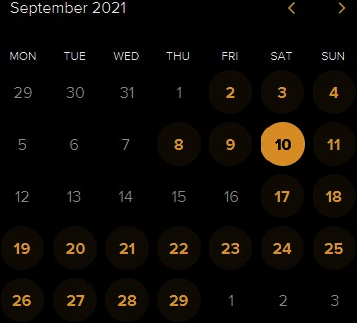 September 2021
MON TUE WED THU FRI SAT SUN
29 30 31 1 2 3 4
5 6 7 8 9 10 11
12 13 14 15 16 17 18
19 20 21 22 23 24 25
26 27 28 29 1 2 3